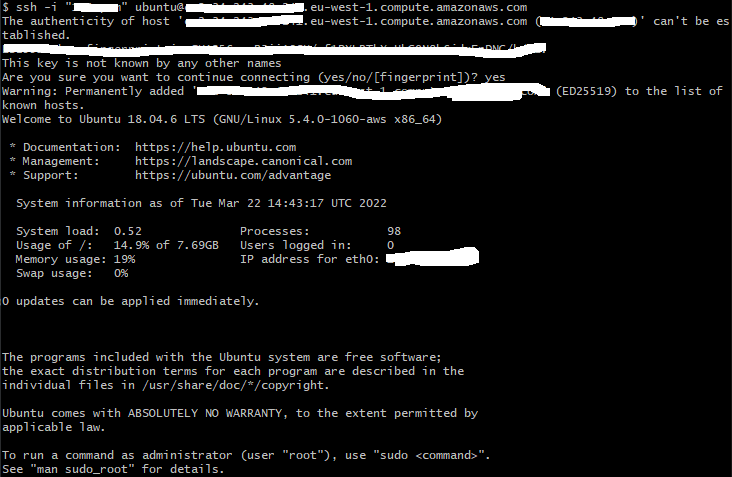 $ ssh -i " " ubuntu@ .eu-west-1.compute.amazonaws.com
The authenticity of host ' .eu-west-1.compute.amazonaws.com ( )' can't be es
tablished.
This key is not known by any other names
Are you sure you want to continue connecting (yes/no/[fingerprint])? yes
Warning: Permanently added ' (ED25519) to the list of
known hosts.
Welcome to Ubuntu 18.04.6 LTS (GNU/Linux 5.4.0-1060-aws x86_64)
* Documentation: https://help.ubuntu.com
* Management: https://landscape.canonical.com
* Support: https://ubuntu.com/advantage
System information as of Tue Mar 22 14:43:17 UTC 2022
System load: 0.52 Processes: 98
Usage of /: 14.9% of 7.69GB Users logged in: 0
Memory usage: 19% IP address for eth0:
Swap usage: 0%
0 updates can be applied immediately.
The programs included with the Ubuntu system are free software;
the exact distribution terms for each program are described in the
individual files in /usr/share/doc/*/copyright.
Ubuntu comes with ABSOLUTELY NO WARRANTY, to the extent permitted by
applicable law.
To run a command as administrator (user "root"), use "sudo <command>".
See "man sudo_root" for details.